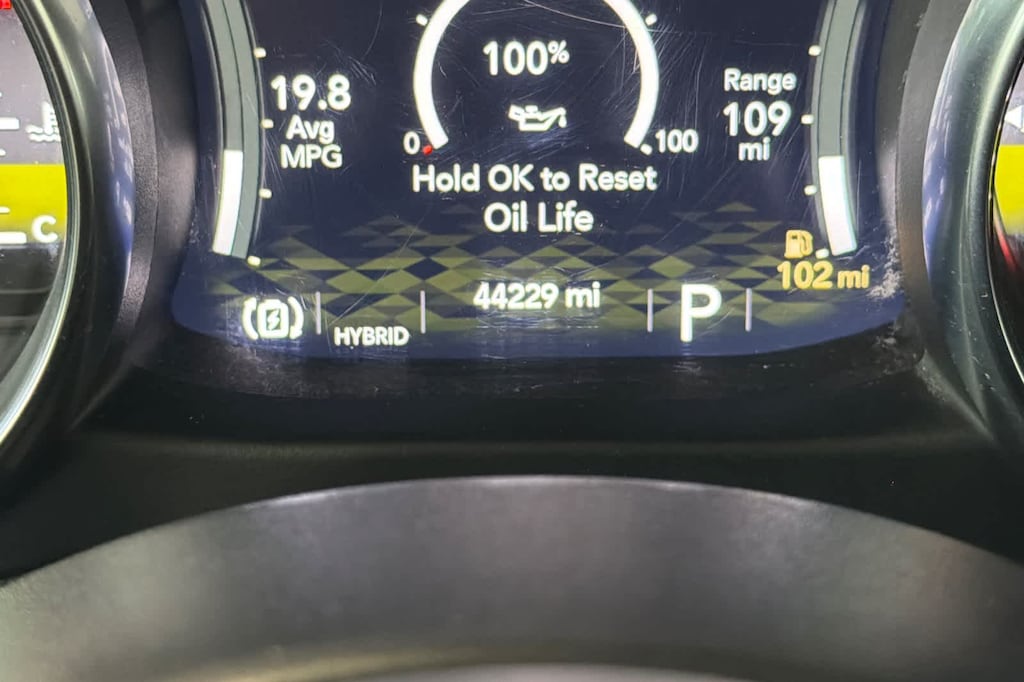 100%
19.8
Avg
MPG
Range
109
mi
0
100
Hold OK to Reset
Oil Life
C
102 mi
44229 mi
P
HYBRID